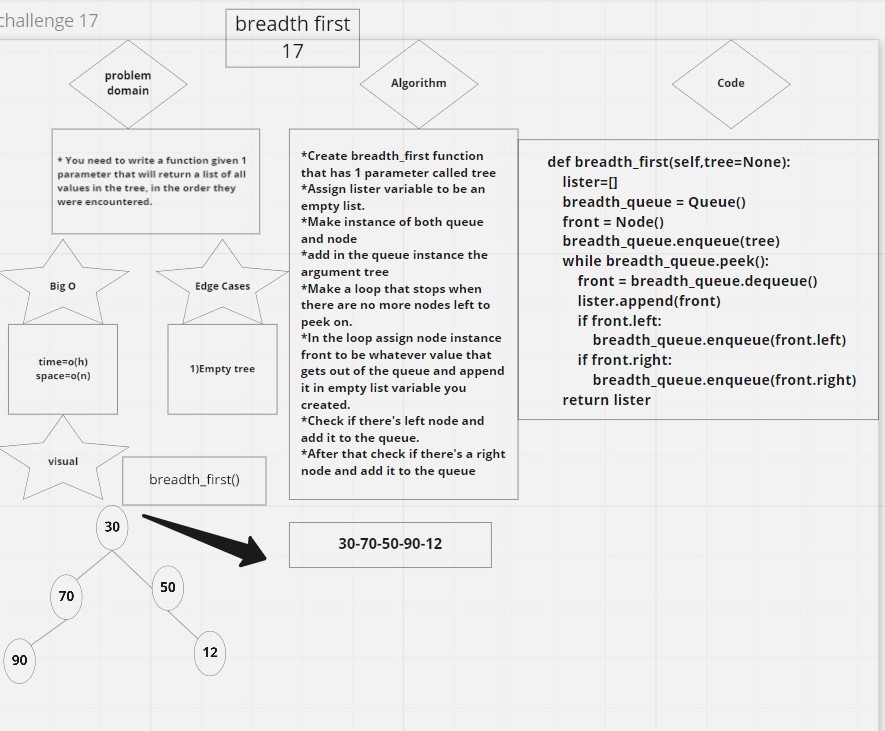 challenge 17
breadth first
17
problem
domain
Algorithm
Code
* You need to write a function given 1
parameter that will return a list of all
values in the tree, in the order they
were encountered.
Big O
Edge Cases
time=o(h)
space=o(n)
1)Empty tree
*Create breadth_first function
that has 1 parameter called tree
*Assign lister variable to be an
empty list.
*Make instance of both queue
and node
*add in the queue instance the
argument tree
*Make a loop that stops when
there are no more nodes left to
peek on.
*In the loop assign node instance
front to be whatever value that
gets out of the queue and append
it in empty list variable you
created.
*Check if there's left node and
add it to the queue.
*After that check if there's a right
node and add it to the queue
def breadth_first(self,tree=None):
lister=[]
breadth_queue = Queue()
front = Node()
breadth_queue.enqueue(tree)
while breadth_queue.peek():
front = breadth_queue.dequeue()
lister.append(front)
if front.left:
breadth_queue.enqueue(front.left)
if front.right:
breadth_queue.enqueue(front.right)
return lister
visual
breadth_first()
30
70
50
90
12
30-70-50-90-12